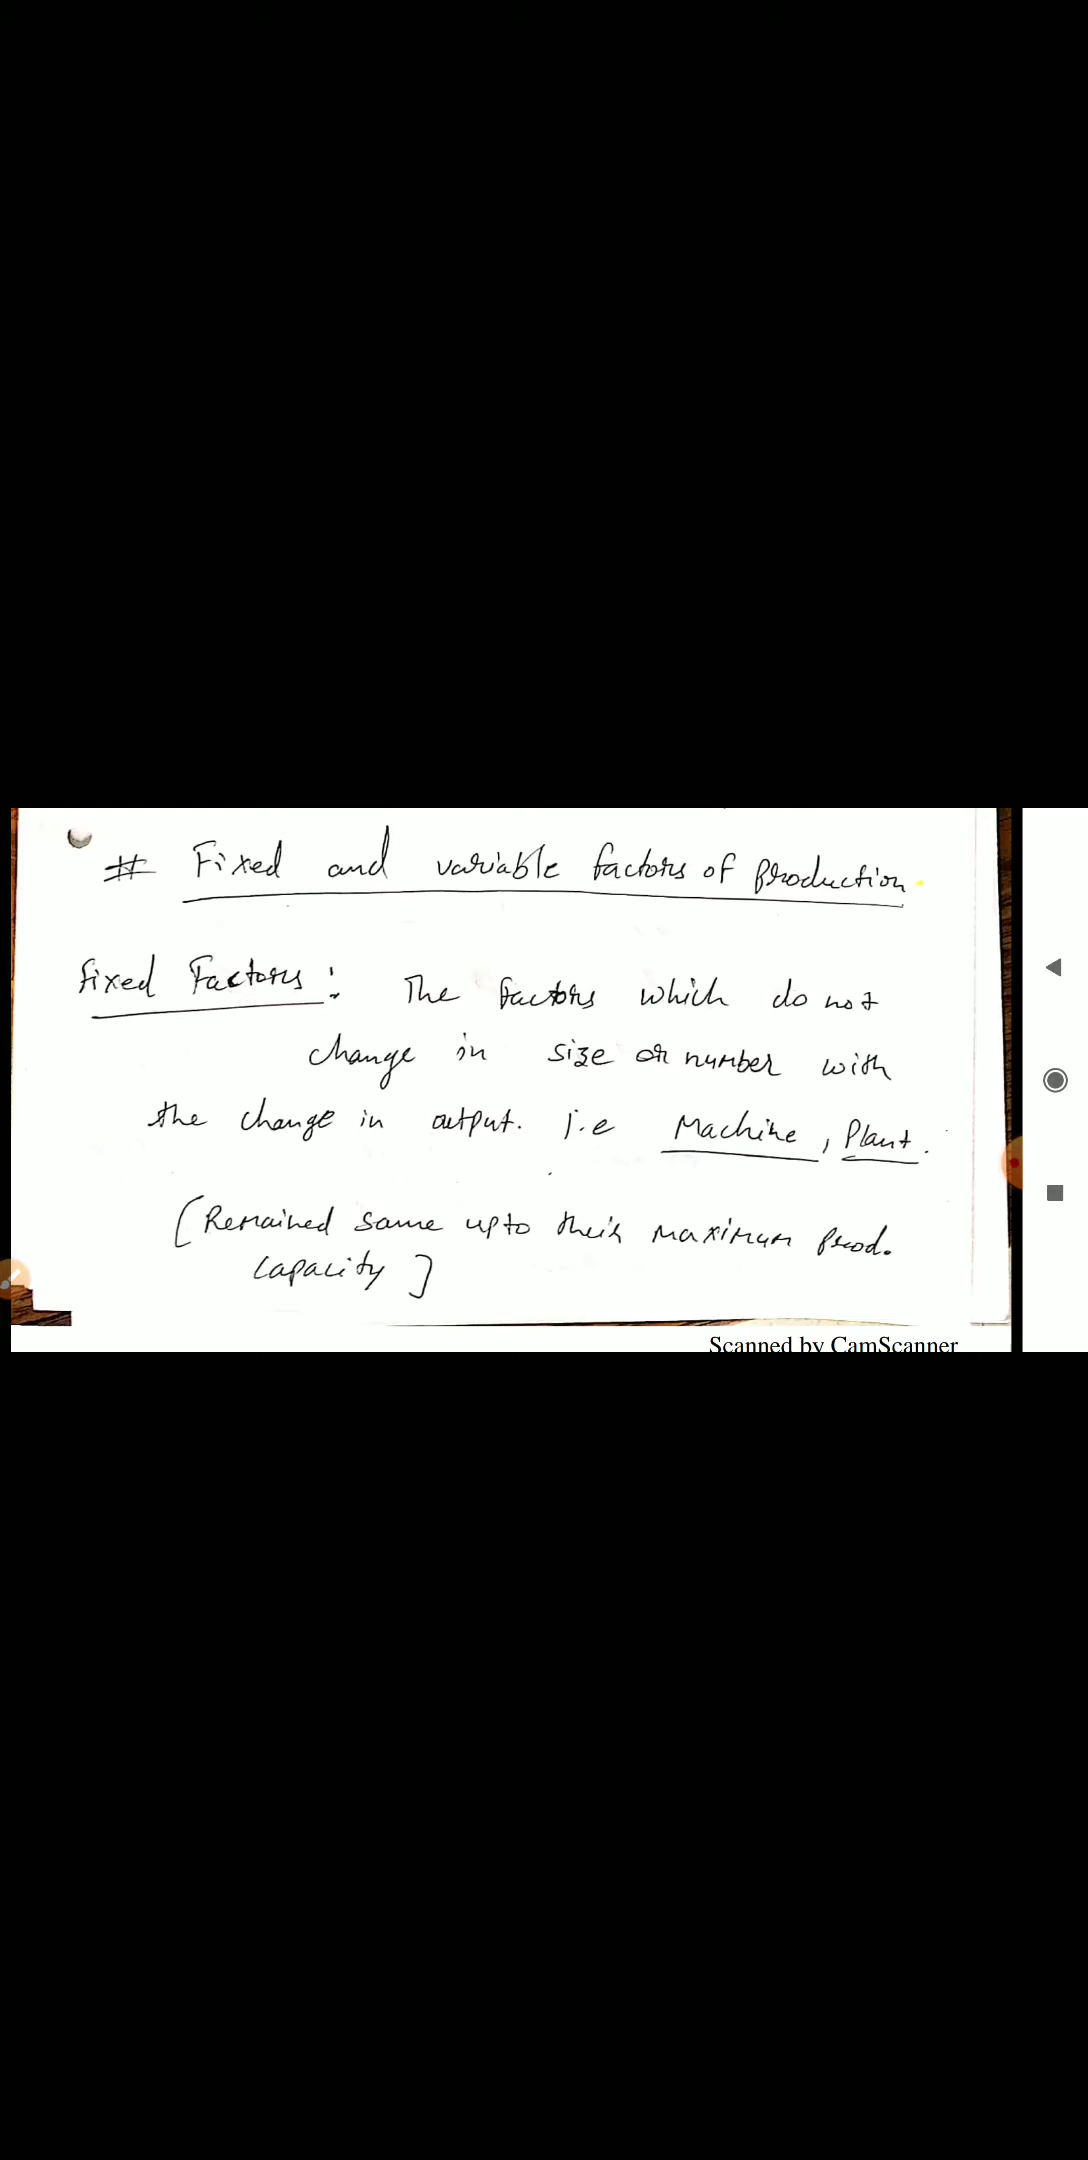 # Fixed and variable factors of production
fixed Factors : The factors which do not
change in size or number with
the change in output. i.e Machine, Plant.
[Remained same upto their maximum prod.
capacity]
Scanned by CamScanner